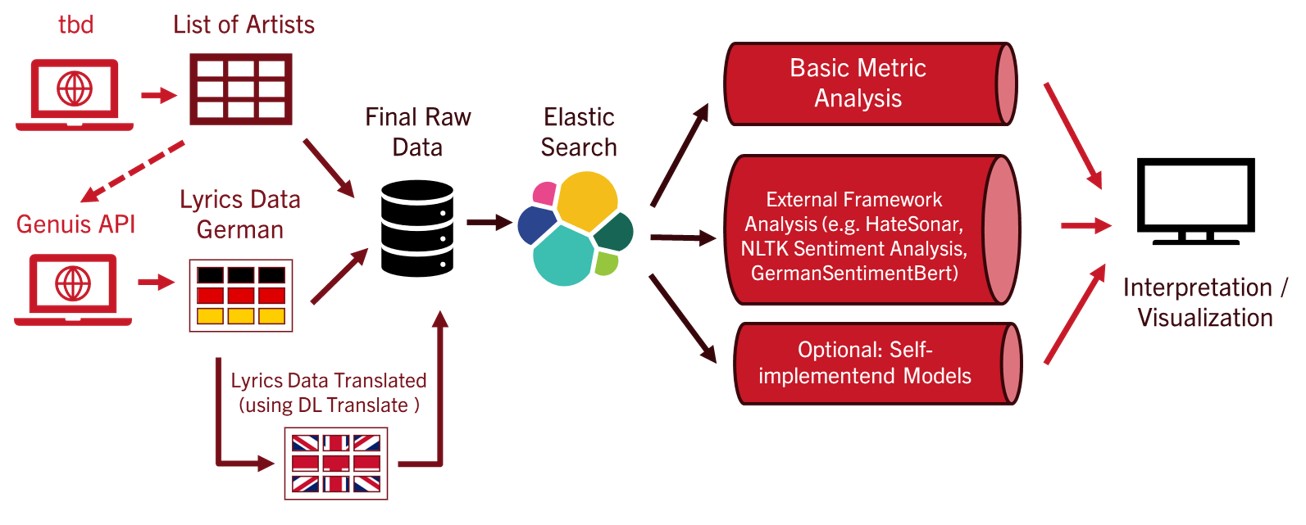 tbd
List of Artists
Genuis API
Lyrics Data
German
Lyrics Data Translated
(using DL Translate )
Final Raw
Data
Elastic
Search
Basic Metric
Analysis
External Framework
Analysis (e.g. HateSonar,
NLTK Sentiment Analysis,
GermanSentimentBert)
Optional: Self-
implementend Models
Interpretation /
Visualization